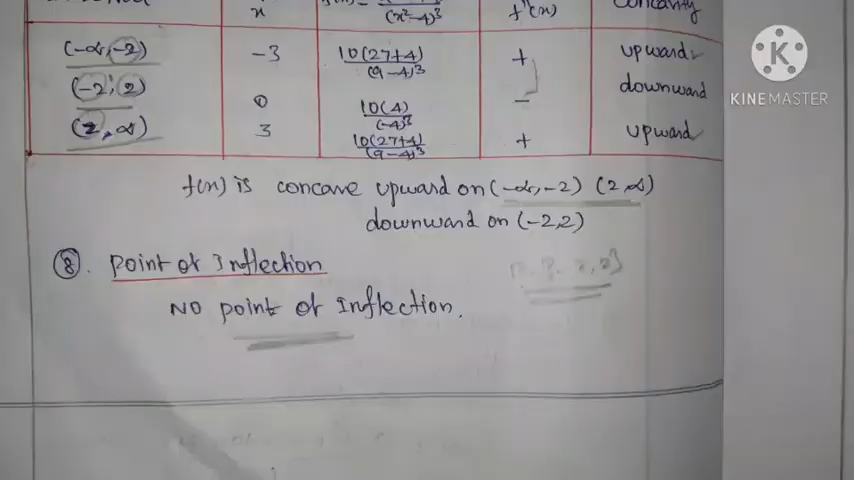 x (x²-4)³ f"(x) concavity
(-∝,-2) -3 10(27+4)/(9-4)³ + upward
(-2,2) 0 10(4)/(-4)³ - downward
(2,∝) 3 10(27+4)/(9-4)³ + upward
f(x) is concave upward on (-∝,-2) (2,∝)
downward on (-2,2)
⑧. Point of Inflection
NO point of Inflection.
KINEMASTER